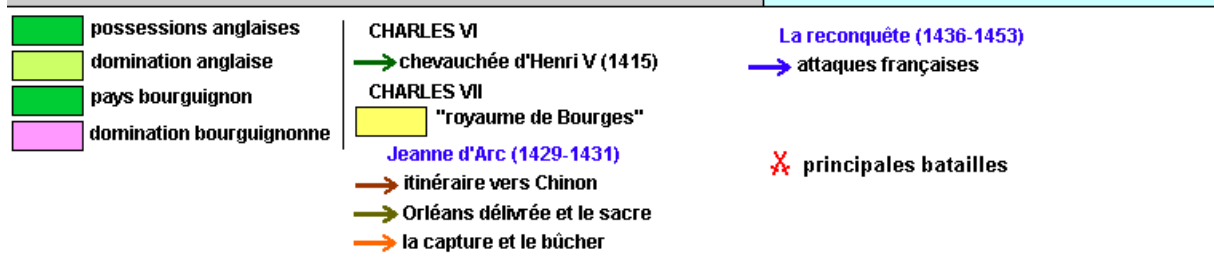 possessions anglaises
domination anglaise
pays bourguignon
domination bourguignonne
CHARLES VI
chevauchée d'Henri V (1415)
CHARLES VII
"royaume de Bourges"
Jeanne d'Arc (1429-1431)
itinéraire vers Chinon
Orléans délivrée et le sacre
la capture et le bûcher
La reconquête (1436-1453)
attaques françaises
principales batailles